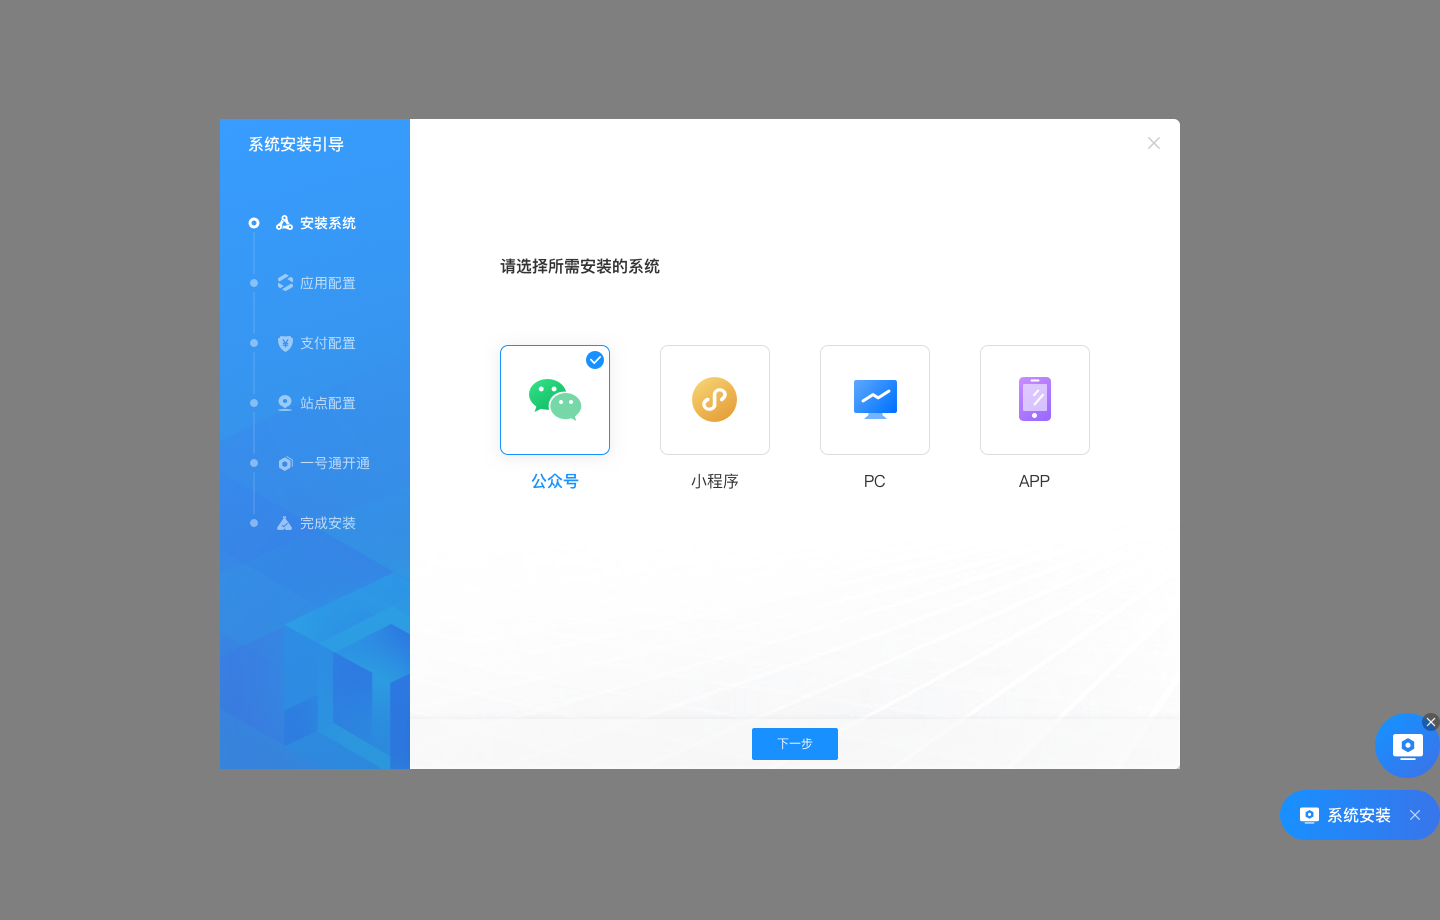 系统安装引导
安装系统
应用配置
支付配置
站点配置
一号通开通
完成安装
请选择所需安装的系统
公众号
小程序
PC
APP
下一步
系统安装